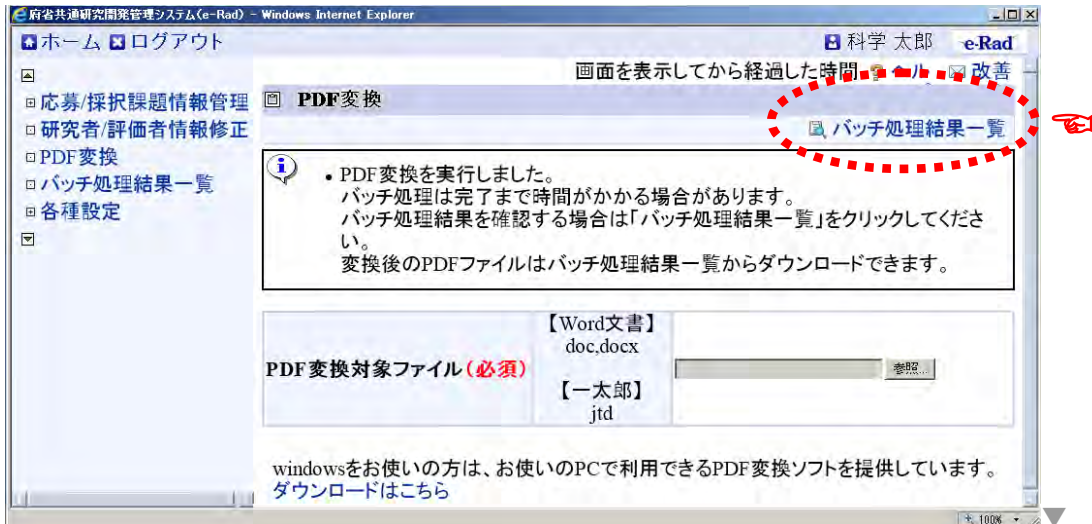 府省共通研究開発管理システム(e-Rad) - Windows Internet Explorer
ホーム ログアウト
科学 太郎 e-Rad
画面を表示してから経過した時間 ヘル 改善
応募/採択課題情報管理
研究者/評価者情報修正
PDF変換
バッチ処理結果一覧
各種設定
PDF変換
バッチ処理結果一覧
• PDF変換を実行しました。
バッチ処理は完了まで時間がかかる場合があります。
バッチ処理結果を確認する場合は「バッチ処理結果一覧」をクリックしてくださ
い。
変換後のPDFファイルはバッチ処理結果一覧からダウンロードできます。
PDF変換対象ファイル(必須)
【Word文書】
doc,docx
【一太郎】
jtd
参照...
windowsをお使いの方は、お使いのPCで利用できるPDF変換ソフトを提供しています。
ダウンロードはこちら
100%